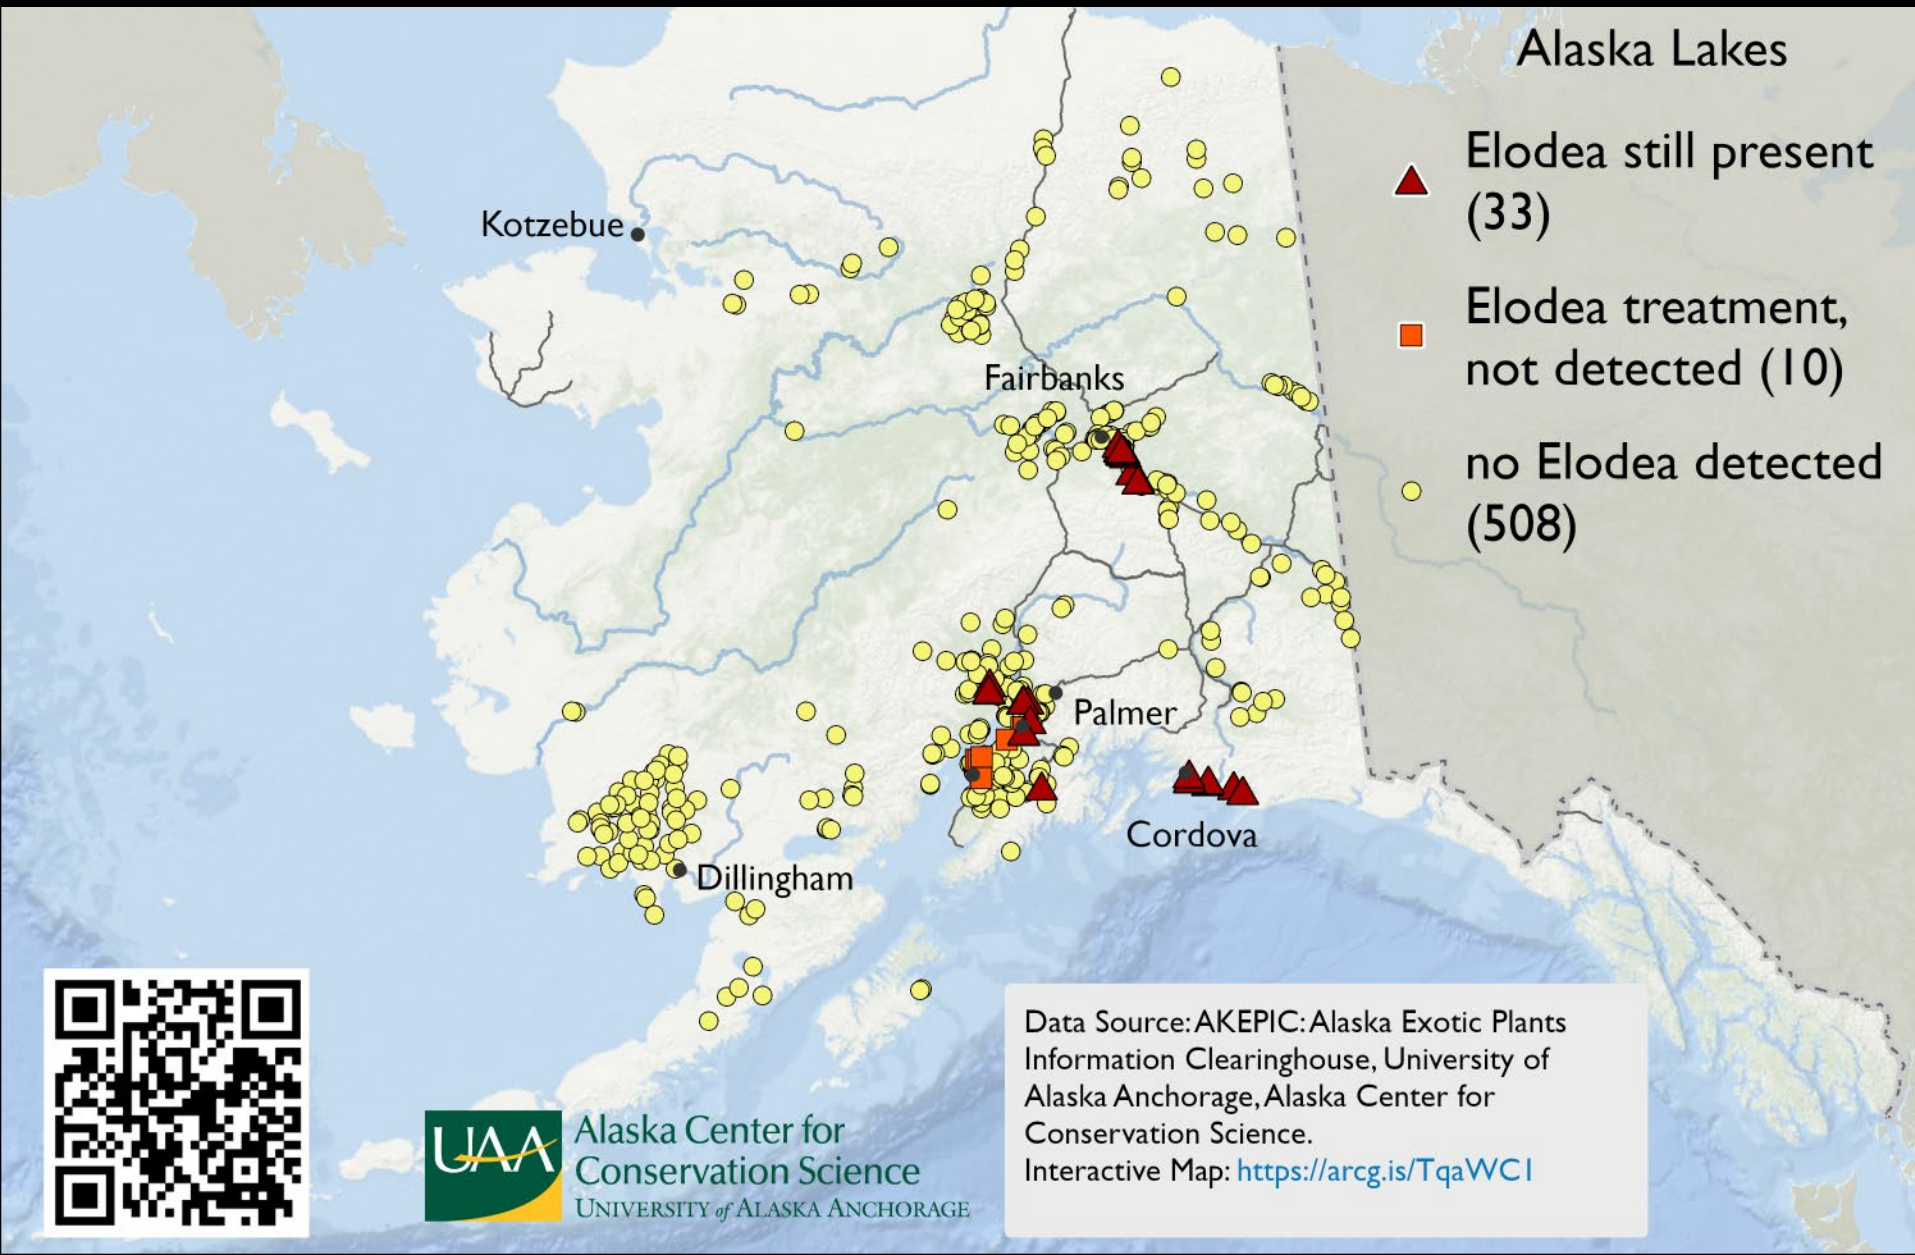 Alaska Lakes
Elodea still present
(33)
Elodea treatment,
not detected (10)
no Elodea detected
(508)
Kotzebue
Fairbanks
Palmer
Cordova
Dillingham
UAA
Alaska Center for
Conservation Science
UNIVERSITY of ALASKA ANCHORAGE
Data Source: AKEPIC: Alaska Exotic Plants
Information Clearinghouse, University of
Alaska Anchorage, Alaska Center for
Conservation Science.
Interactive Map: https://arcg.is/TqaWC1